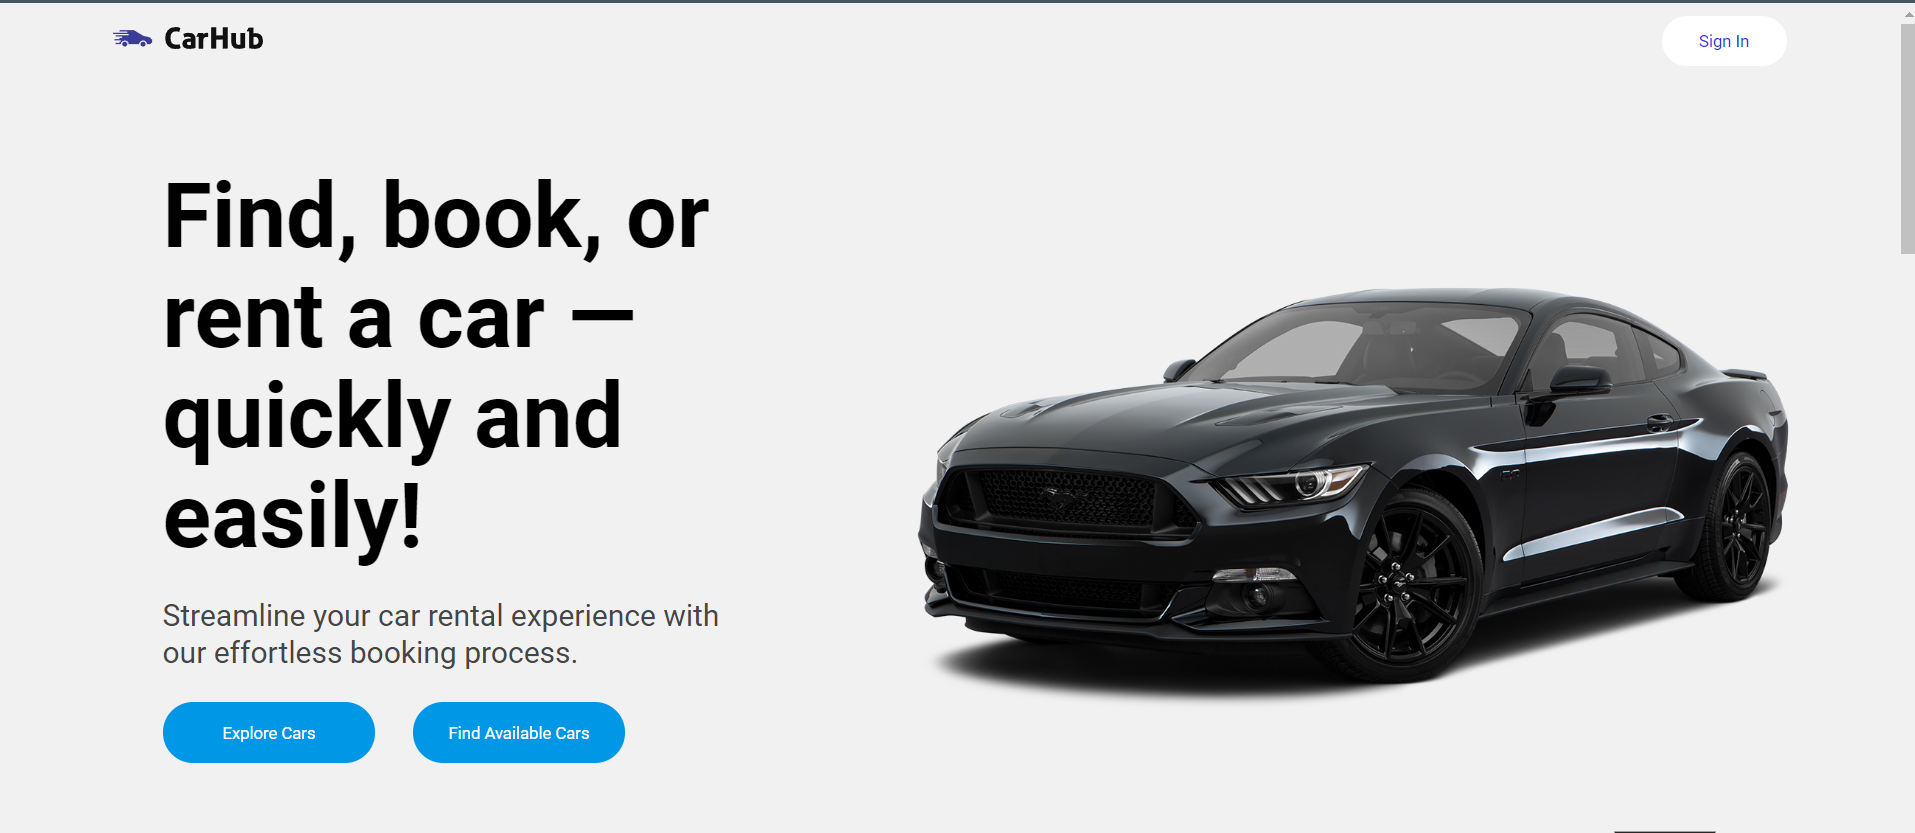 CarHub
Sign In
Find, book, or
rent a car —
quickly and
easily!
Streamline your car rental experience with
our effortless booking process.
Explore Cars
Find Available Cars